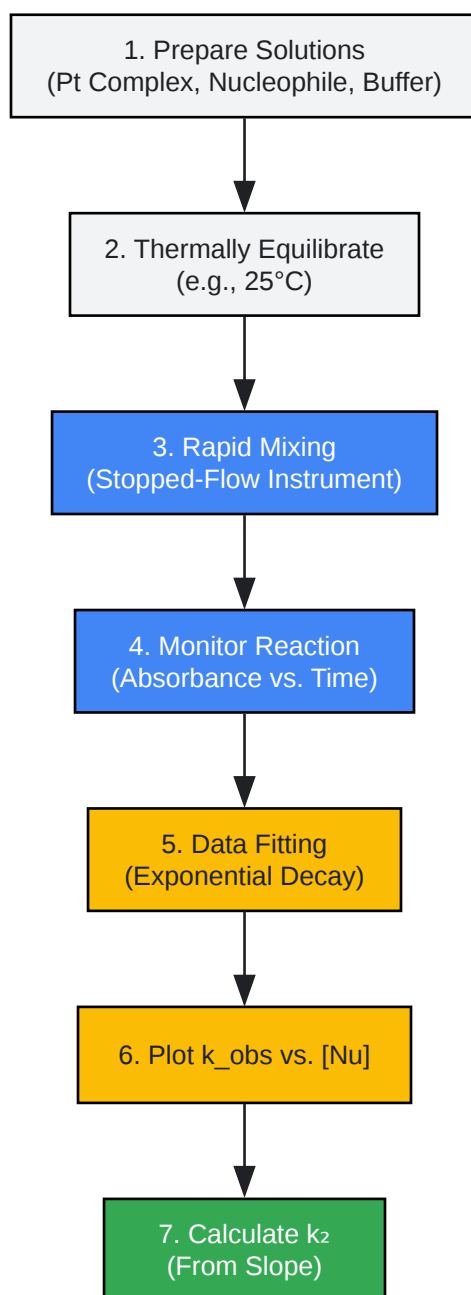 1. Prepare Solutions
(Pt Complex, Nucleophile, Buffer)
2. Thermally Equilibrate
(e.g., 25°C)
3. Rapid Mixing
(Stopped-Flow Instrument)
4. Monitor Reaction
(Absorbance vs. Time)
5. Data Fitting
(Exponential Decay)
6. Plot k_obs vs. [Nu]
7. Calculate k₂
(From Slope)